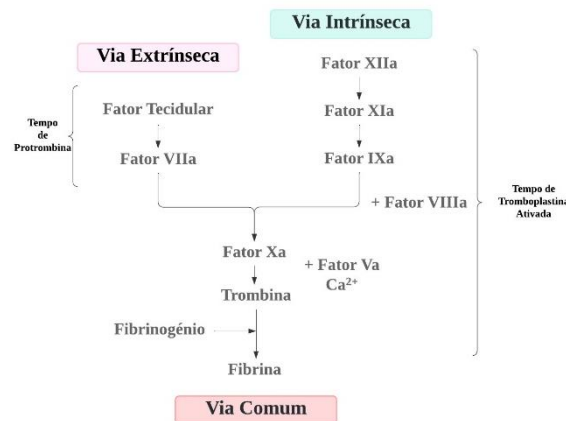 Via Intrínseca
Via Extrínseca
Fator XIIa
Fator Tecidular
Fator XIa
Tempo
de
Protrombina
Fator VIIa
Fator IXa
+ Fator VIIIa
Tempo de
Tromboplastina
Ativada
Fator Xa
+ Fator Va
Ca²⁺
Trombina
Fibrinogénio
Fibrina
Via Comum